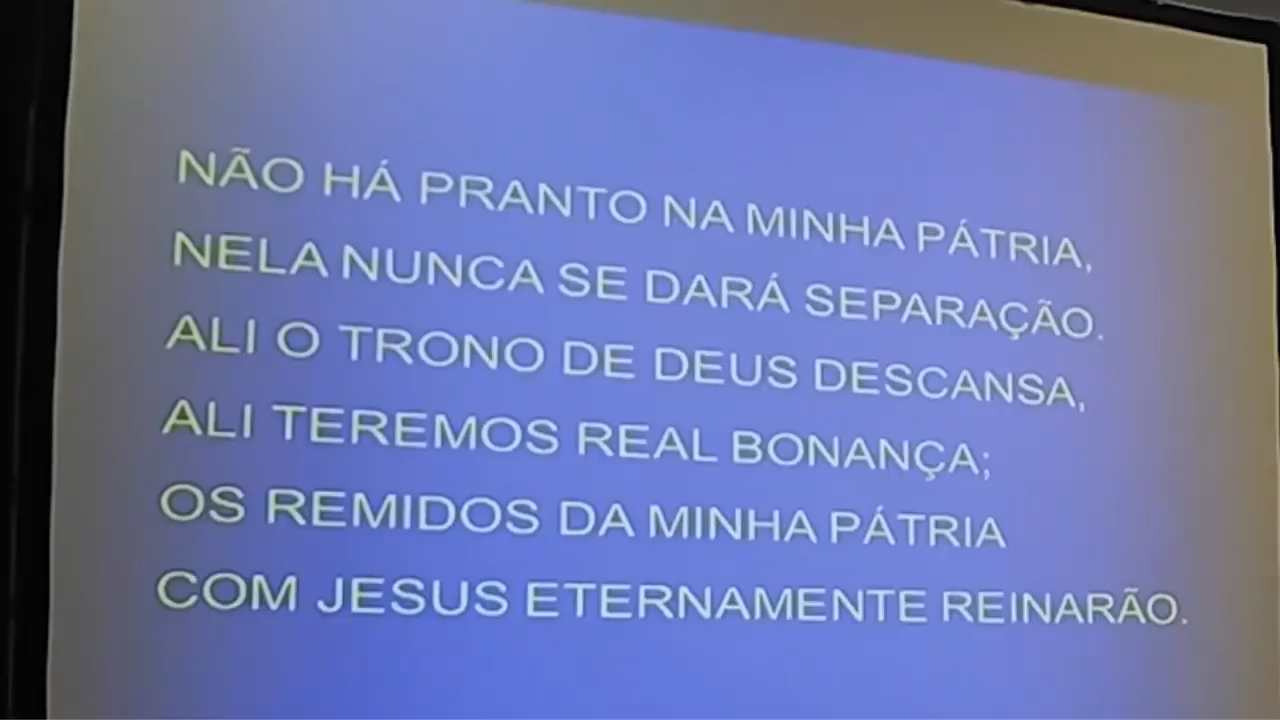 NÃO HÁ PRANTO NA MINHA PÁTRIA,
NELA NUNCA SE DARÁ SEPARAÇÃO.
ALI O TRONO DE DEUS DESCANSA,
ALI TEREMOS REAL BONANÇA;
OS REMIDOS DA MINHA PÁTRIA
COM JESUS ETERNAMENTE REINARÃO.